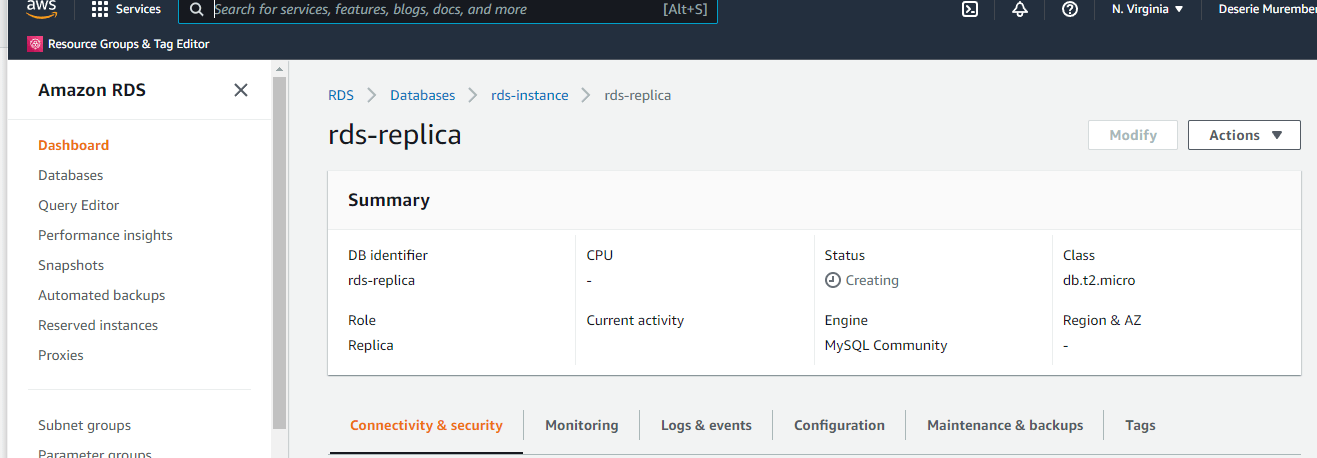 aws
Services
Search for services, features, blogs, docs, and more
[Alt+S]
N. Virginia ▼
Deserie Murember
Resource Groups & Tag Editor
Amazon RDS
Dashboard
Databases
Query Editor
Performance insights
Snapshots
Automated backups
Reserved instances
Proxies
Subnet groups
Parameter groups
RDS > Databases > rds-instance > rds-replica
rds-replica
Modify
Actions ▼
Summary
DB identifier
rds-replica
CPU
-
Status
Creating
Class
db.t2.micro
Role
Replica
Current activity
Engine
MySQL Community
Region & AZ
-
Connectivity & security
Monitoring
Logs & events
Configuration
Maintenance & backups
Tags